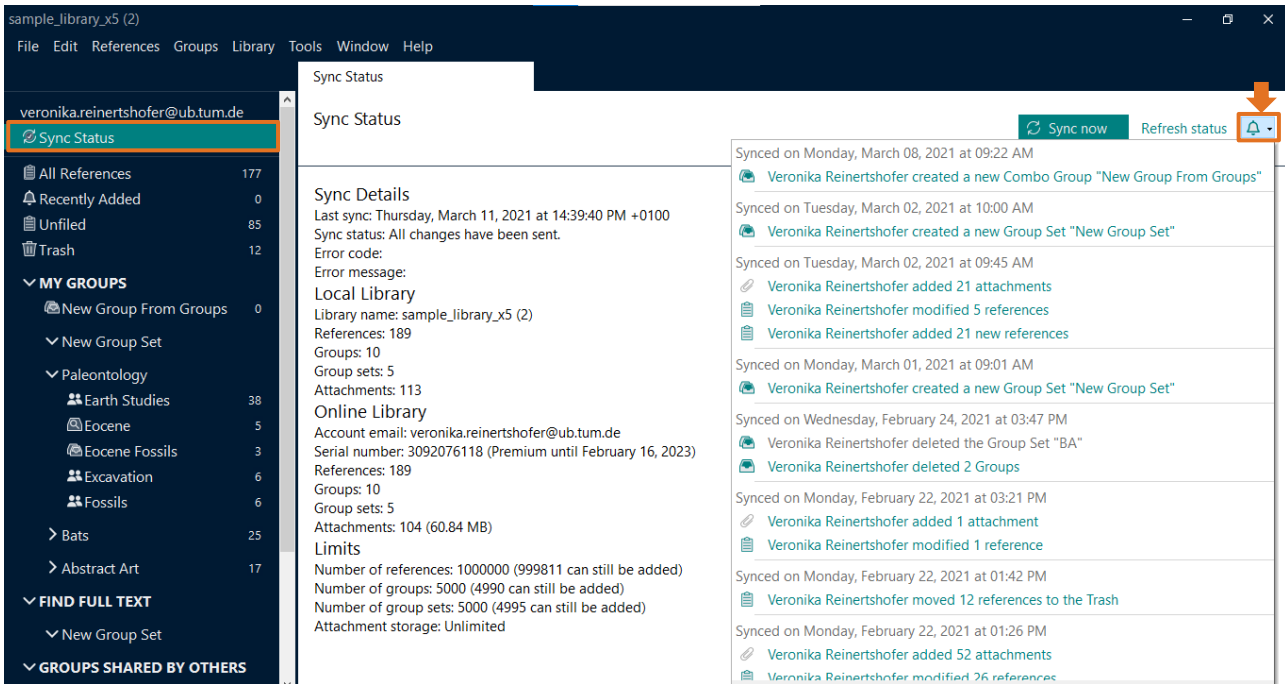 sample_library_x5 (2)
File Edit References Groups Library Tools Window Help
Sync Status
veronika.reinertshofer@ub.tum.de
Sync Status
All References 177
Recently Added 0
Unfiled 85
Trash 12
MY GROUPS
New Group From Groups 0
New Group Set
Paleontology
Earth Studies 38
Eocene 5
Eocene Fossils 3
Excavation 6
Fossils 6
Bats 25
Abstract Art 17
FIND FULL TEXT
New Group Set
GROUPS SHARED BY OTHERS
Sync Status
Sync now Refresh status
Sync Details
Last sync: Thursday, March 11, 2021 at 14:39:40 PM +0100
Sync status: All changes have been sent.
Error code:
Error message:
Local Library
Library name: sample_library_x5 (2)
References: 189
Groups: 10
Group sets: 5
Attachments: 113
Online Library
Account email: veronika.reinertshofer@ub.tum.de
Serial number: 3092076118 (Premium until February 16, 2023)
References: 189
Groups: 10
Group sets: 5
Attachments: 104 (60.84 MB)
Limits
Number of references: 1000000 (999811 can still be added)
Number of groups: 5000 (4990 can still be added)
Number of group sets: 5000 (4995 can still be added)
Attachment storage: Unlimited
Synced on Monday, March 08, 2021 at 09:22 AM
Veronika Reinertshofer created a new Combo Group "New Group From Groups"
Synced on Tuesday, March 02, 2021 at 10:00 AM
Veronika Reinertshofer created a new Group Set "New Group Set"
Synced on Tuesday, March 02, 2021 at 09:45 AM
Veronika Reinertshofer added 21 attachments
Veronika Reinertshofer modified 5 references
Veronika Reinertshofer added 21 new references
Synced on Monday, March 01, 2021 at 09:01 AM
Veronika Reinertshofer created a new Group Set "New Group Set"
Synced on Wednesday, February 24, 2021 at 03:47 PM
Veronika Reinertshofer deleted the Group Set "BA"
Veronika Reinertshofer deleted 2 Groups
Synced on Monday, February 22, 2021 at 03:21 PM
Veronika Reinertshofer added 1 attachment
Veronika Reinertshofer modified 1 reference
Synced on Monday, February 22, 2021 at 01:42 PM
Veronika Reinertshofer moved 12 references to the Trash
Synced on Monday, February 22, 2021 at 01:26 PM
Veronika Reinertshofer added 52 attachments
Veronika Reinertshofer modified 26 references